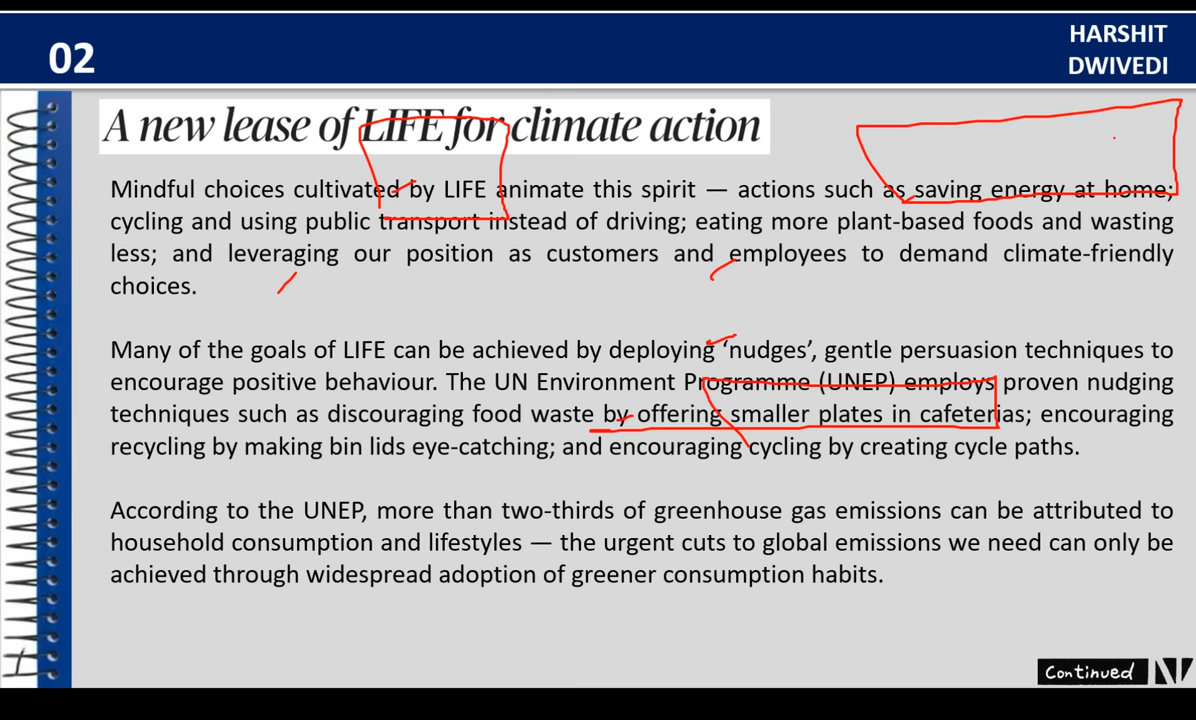 02
HARSHIT
DWIVEDI
A new lease of LIFE for climate action
Mindful choices cultivated by LIFE animate this spirit — actions such as saving energy at home;
cycling and using public transport instead of driving; eating more plant-based foods and wasting
less; and leveraging our position as customers and employees to demand climate-friendly
choices.
Many of the goals of LIFE can be achieved by deploying ‘nudges’, gentle persuasion techniques to
encourage positive behaviour. The UN Environment Programme (UNEP) employs proven nudging
techniques such as discouraging food waste by offering smaller plates in cafeterias; encouraging
recycling by making bin lids eye-catching; and encouraging cycling by creating cycle paths.
According to the UNEP, more than two-thirds of greenhouse gas emissions can be attributed to
household consumption and lifestyles — the urgent cuts to global emissions we need can only be
achieved through widespread adoption of greener consumption habits.
Continued